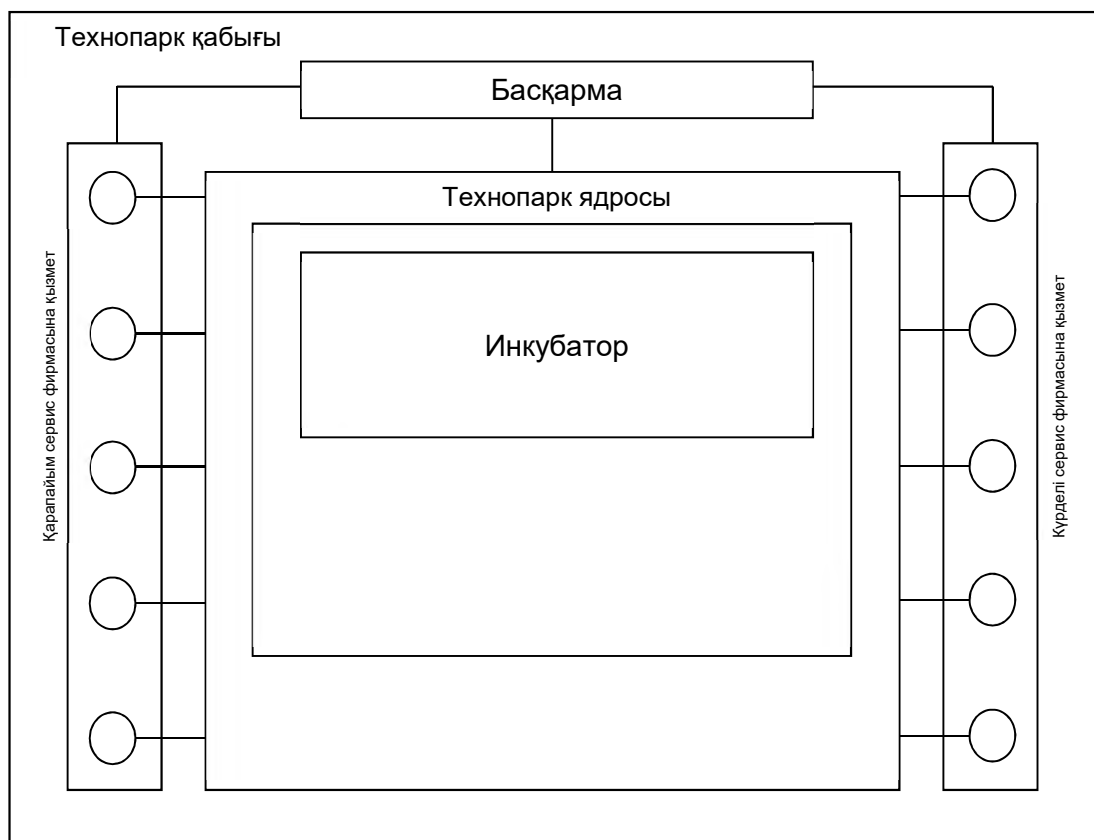 Технопарк қабығы
Басқарма
Технопарк ядросы
Инкубатор
Қарапайым сервис фирмасына қызмет
Күрделі сервис фирмасына қызмет